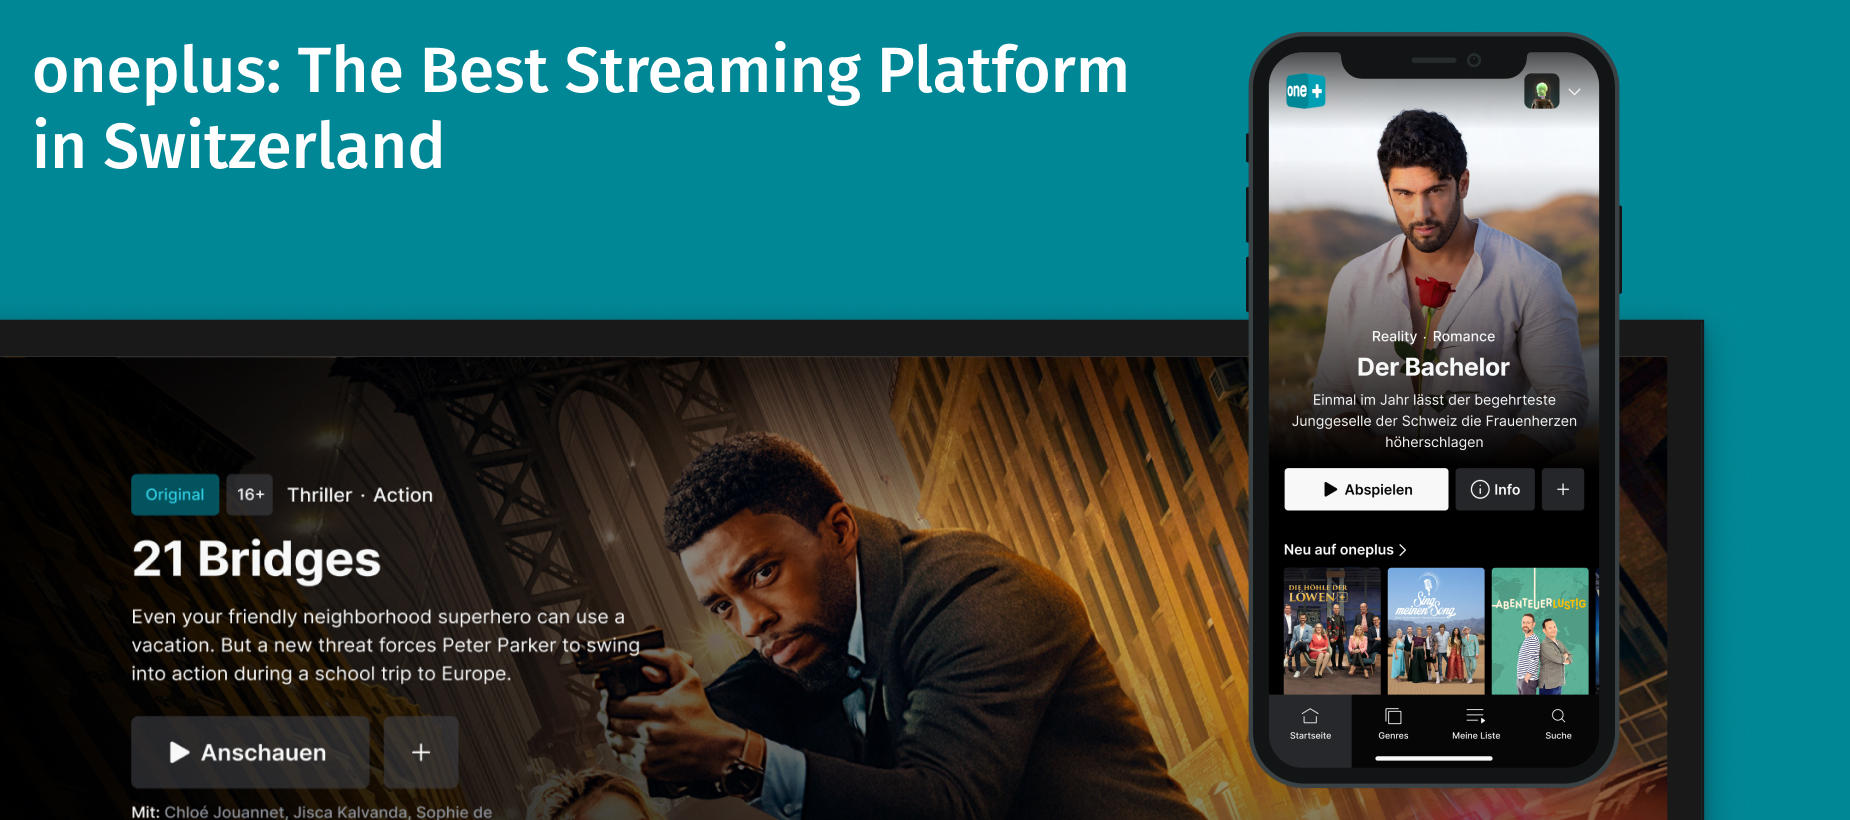 oneplus: The Best Streaming Platform
in Switzerland
one +
Reality · Romance
Der Bachelor
Einmal im Jahr lässt der begehrteste
Junggeselle der Schweiz die Frauenherzen
höherschlagen
Abspielen
Info
Neu auf oneplus
DIE HÖHLE DER
LÖWEN
Sing
meinen Song
ABENTEUERLUSTIG
Startseite
Genres
Meine Liste
Suche
Original
16+
Thriller · Action
21 Bridges
Even your friendly neighborhood superhero can use a
vacation. But a new threat forces Peter Parker to swing
into action during a school trip to Europe.
Anschauen
Mit: Chloé Jouannet, Jisca Kalvanda, Sophie de